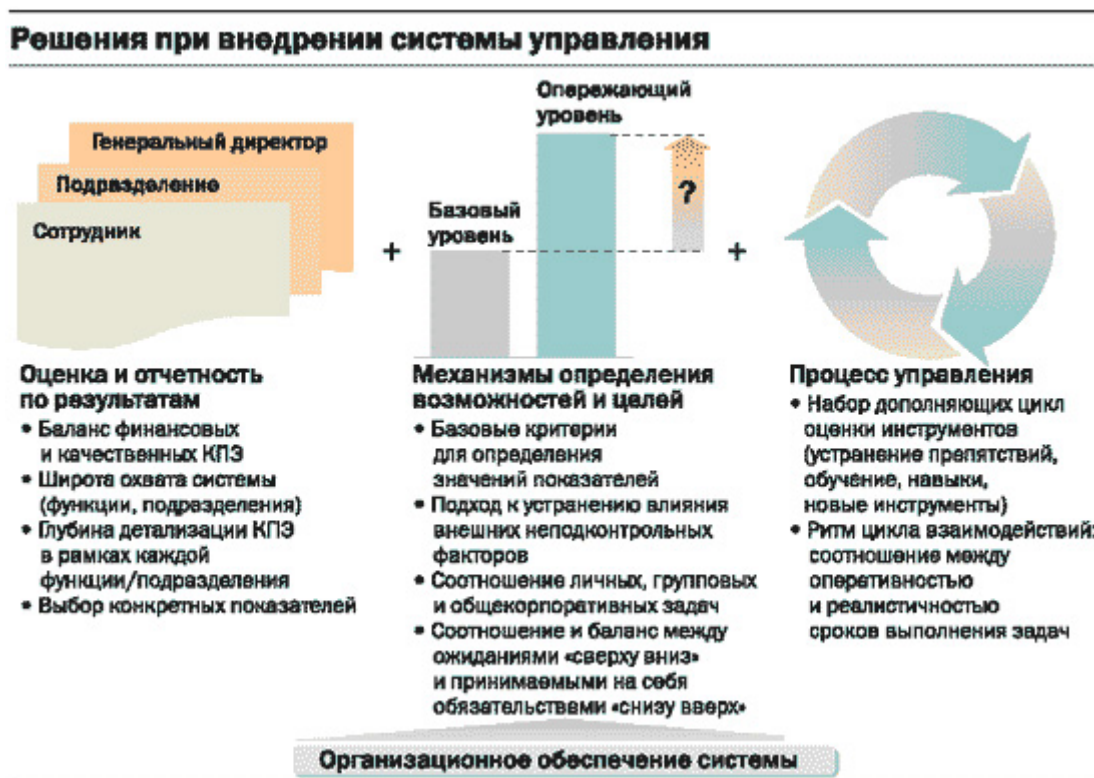 Решения при внедрении системы управления
Генеральный директор
Подразделение
Сотрудник
+
Базовый
уровень
Опережающий
уровень
?
+
Оценка и отчетность
по результатам
• Баланс финансовых
и качественных КПЭ
• Широта охвата системы
(функции, подразделения)
• Глубина детализации КПЭ
в рамках каждой
функции/подразделения
• Выбор конкретных показателей
Механизмы определения
возможностей и целей
• Базовые критерии
для определения
значений показателей
• Подход к устранению влияния
внешних неподконтрольных
факторов
• Соотношение личных, групповых
и общекорпоративных задач
• Соотношение и баланс между
ожиданиями «сверху вниз»
и принимаемыми на себя
обязательствами «снизу вверх»
Процесс управления
• Набор дополняющих цикл
оценки инструментов
(устранение препятствий,
обучение, навыки,
новые инструменты)
• Ритм цикла взаимодействий:
соотношение между
оперативностью
и реалистичностью
сроков выполнения задач
Организационное обеспечение системы